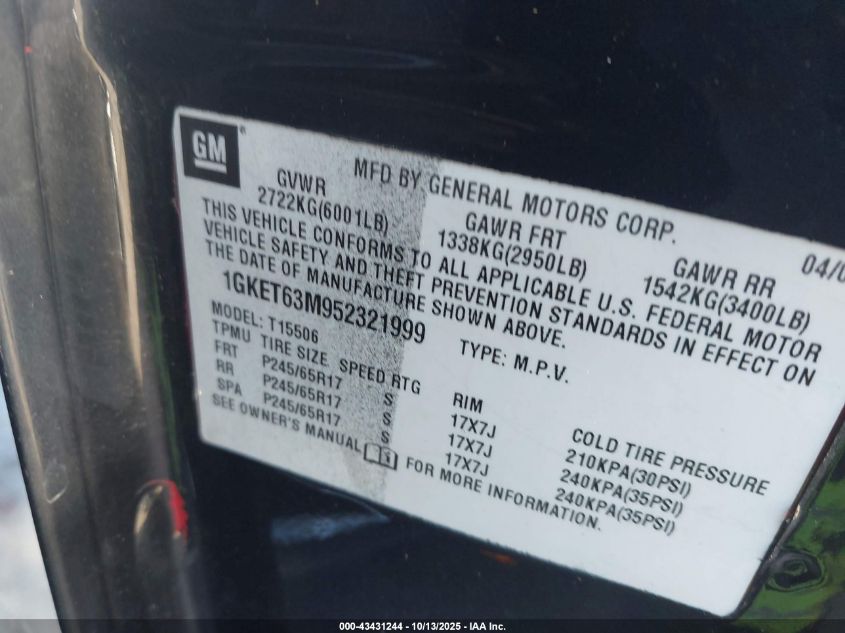 GM
®
MFD BY GENERAL MOTORS CORP. 04/0
GVWR GAWR FRT GAWR RR
2722KG(6001LB) 1338KG(2950LB) 1542KG(3400LB)
THIS VEHICLE CONFORMS TO ALL APPLICABLE U.S. FEDERAL MOTOR
VEHICLE SAFETY AND THEFT PREVENTION STANDARDS IN EFFECT ON
THE DATE OF MANUFACTURE SHOWN ABOVE.
1GKET63M952321999 TYPE: M.P.V.
MODEL: T15506
TPMU TIRE SIZE SPEED RTG RIM COLD TIRE PRESSURE
FRT P245/65R17 S 17X7J 210KPA(30PSI)
RR P245/65R17 S 17X7J 240KPA(35PSI)
SPA P245/65R17 S 17X7J 240KPA(35PSI)
SEE OWNER'S MANUAL FOR MORE INFORMATION.
000-43431244 | 10/13/2025 - IAA Inc.